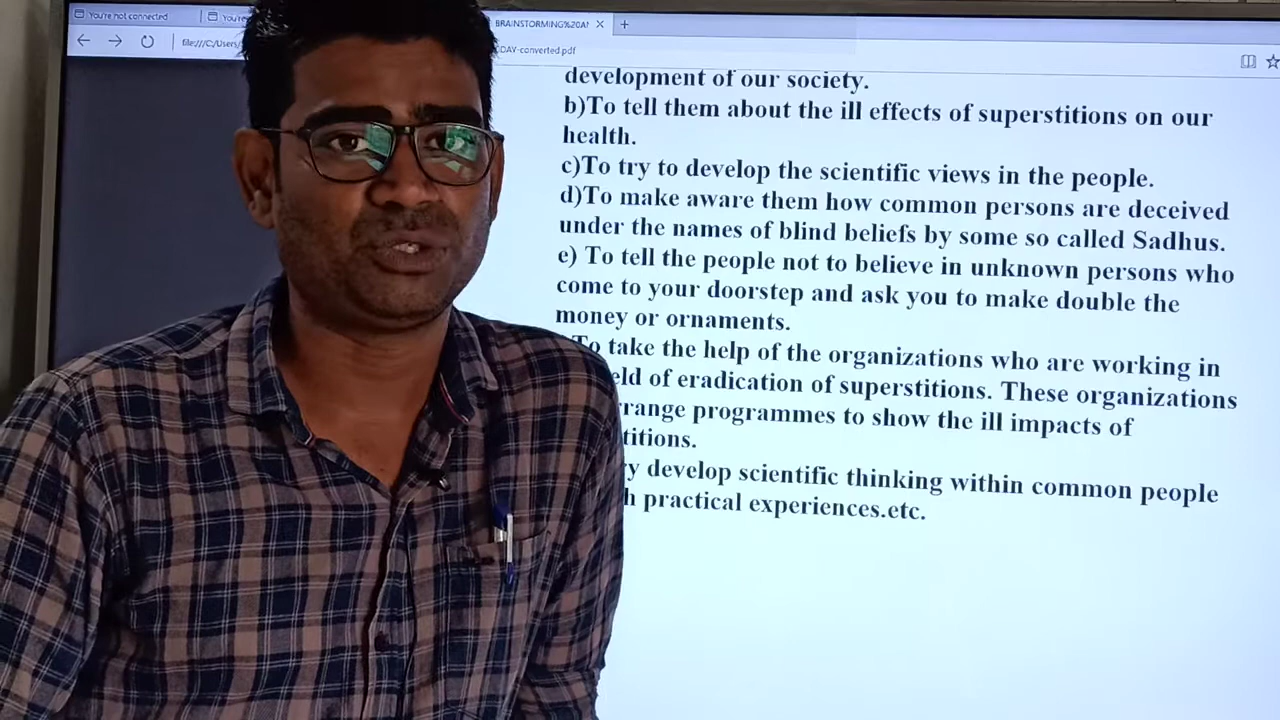 You're not connected
You're
BRAINSTORMING%20A
file:///C:/Users/
DAY-converted.pdf
development of our society.
b)To tell them about the ill effects of superstitions on our
health.
c)To try to develop the scientific views in the people.
d)To make aware them how common persons are deceived
under the names of blind beliefs by some so called Sadhus.
e) To tell the people not to believe in unknown persons who
come to your doorstep and ask you to make double the
money or ornaments.
To take the help of the organizations who are working in
eld of eradication of superstitions. These organizations
range programmes to show the ill impacts of
titions.
y develop scientific thinking within common people
h practical experiences.etc.